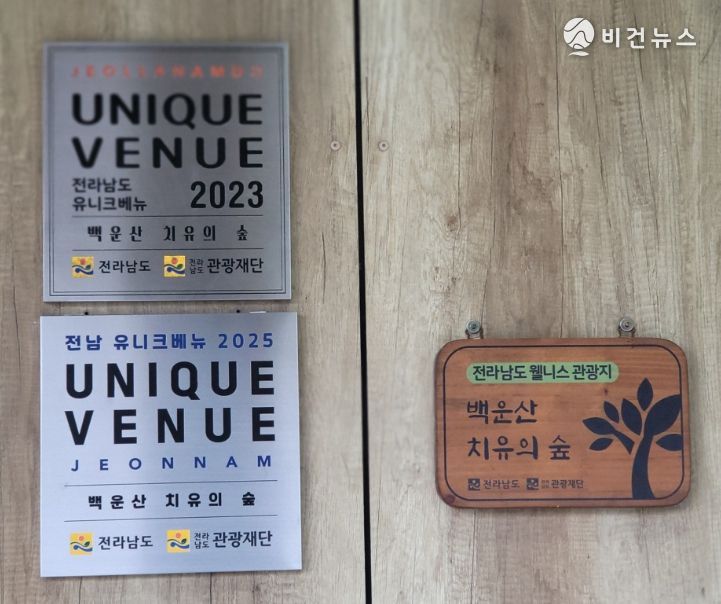 비건뉴스
JEOLLANAMUDI
UNIQUE
VENUE
전라남도
유니크베뉴
2023
백운산 치유의 숲
전라남도 전라남도 관광재단
전남 유니크베뉴 2025
UNIQUE
VENUE
JEONNAM
백운산 치유의 숲
전라남도 전라남도 관광재단
전라남도 웰니스 관광지
백운산
치유의 숲
전라남도 관광재단